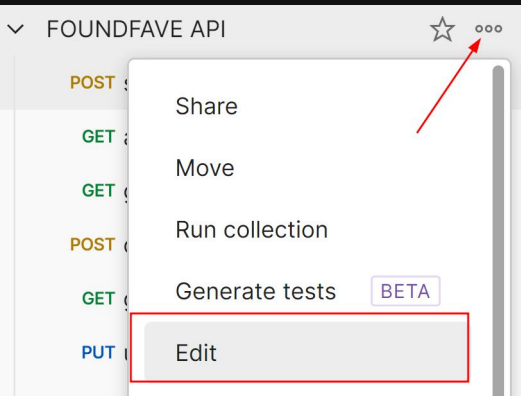 FOUNDFAVE API
POST
Share
GET
Move
GET
Run collection
POST
Generate tests BETA
GET
Edit
PUT